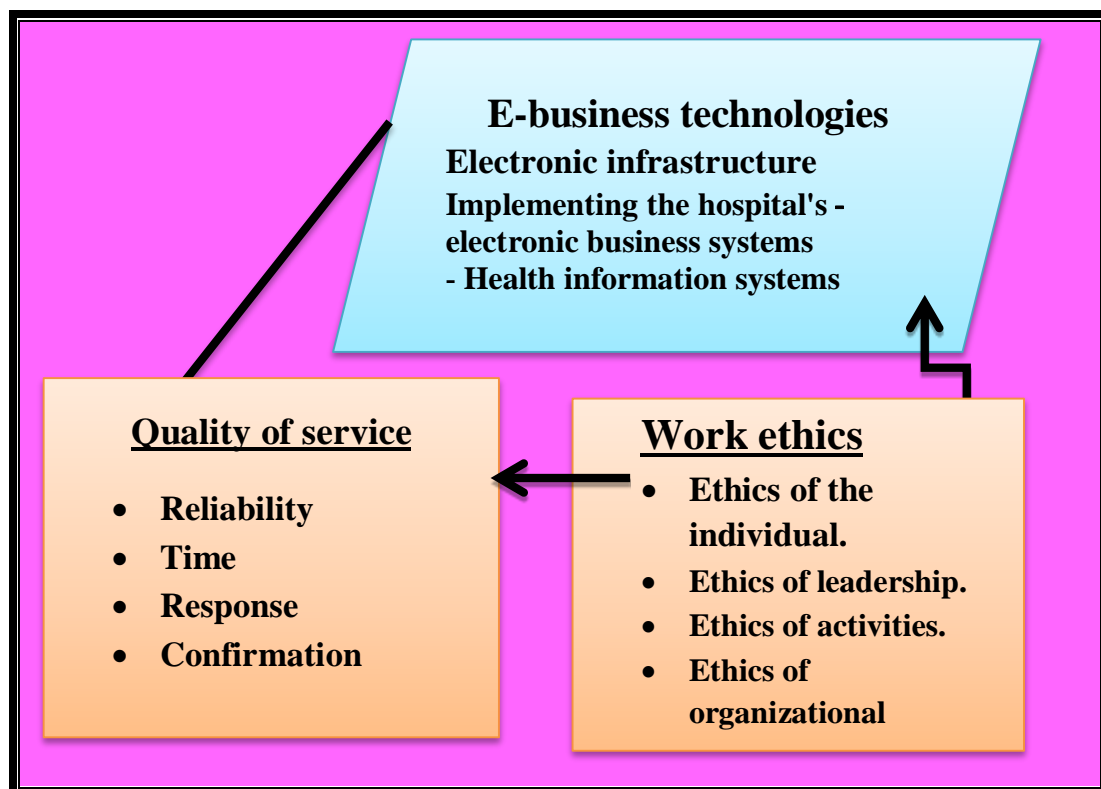 E-business technologies
Electronic infrastructure
Implementing the hospital's -
electronic business systems
- Health information systems
Quality of service
• Reliability
• Time
• Response
• Confirmation
Work ethics
• Ethics of the
individual.
• Ethics of leadership.
• Ethics of activities.
• Ethics of
organizational